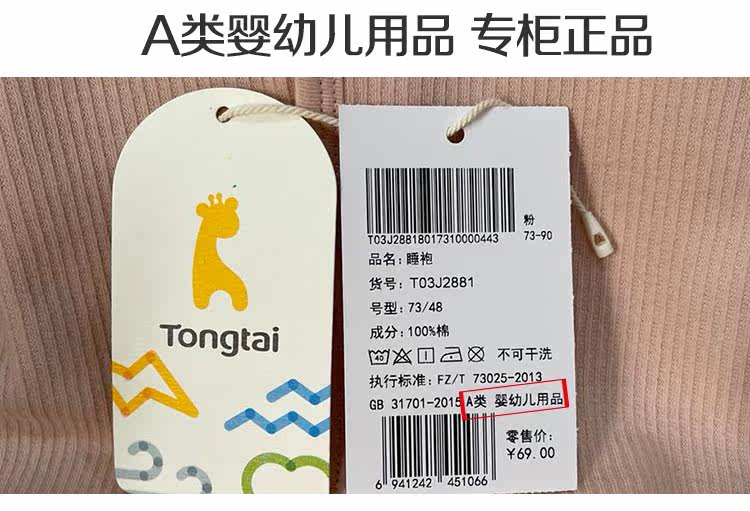 A类婴幼儿用品 专柜正品
Tongtai
粉
T03J28818017310000443 73-90
品名: 睡袍
货号: T03J2881
号型: 73/48
成分: 100%棉
40 不可干洗
执行标准: FZ/T 73025-2013
GB 31701-2015 A类 婴幼儿用品
零售价:
¥69.00
6 941242 451066